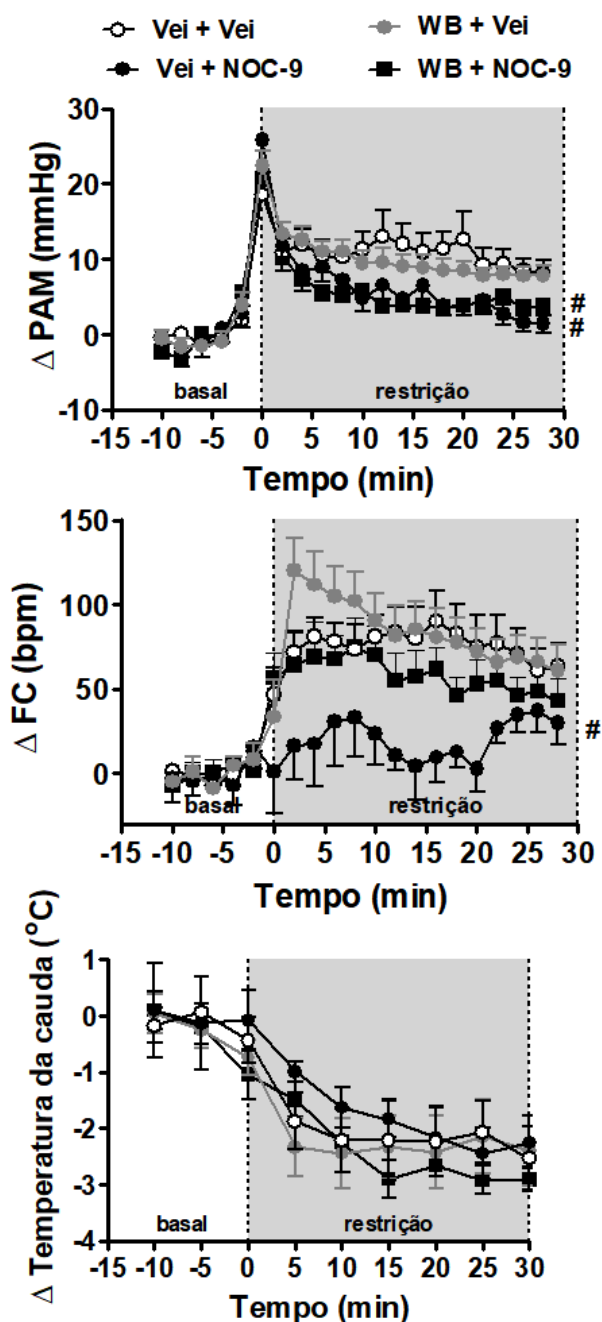 Vei + Vei
WB + Vei
Vei + NOC-9
WB + NOC-9
Δ PAM (mmHg)
30
20
10
0
-10
basal
restrição
#
#
-15 -10 -5 0 5 10 15 20 25 30
Tempo (min)
Δ FC (bpm)
150
100
50
0
basal
restrição
#
-15 -10 -5 0 5 10 15 20 25 30
Tempo (min)
Δ Temperatura da cauda (°C)
1
0
-1
-2
-3
-4
basal
restrição
-15 -10 -5 0 5 10 15 20 25 30
Tempo (min)